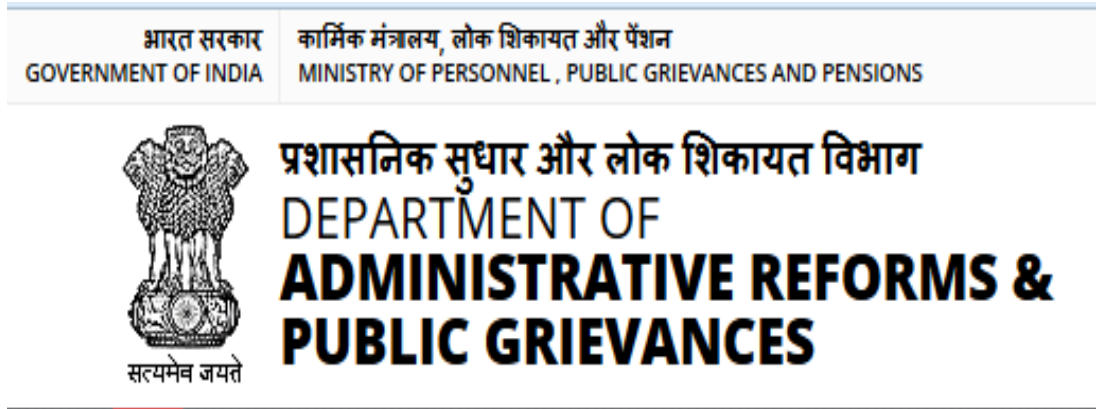 भारत सरकार
GOVERNMENT OF INDIA
कार्मिक मंत्रालय, लोक शिकायत और पेंशन
MINISTRY OF PERSONNEL , PUBLIC GRIEVANCES AND PENSIONS
प्रशासनिक सुधार और लोक शिकायत विभाग
DEPARTMENT OF
ADMINISTRATIVE REFORMS &
PUBLIC GRIEVANCES
सत्यमेव जयते